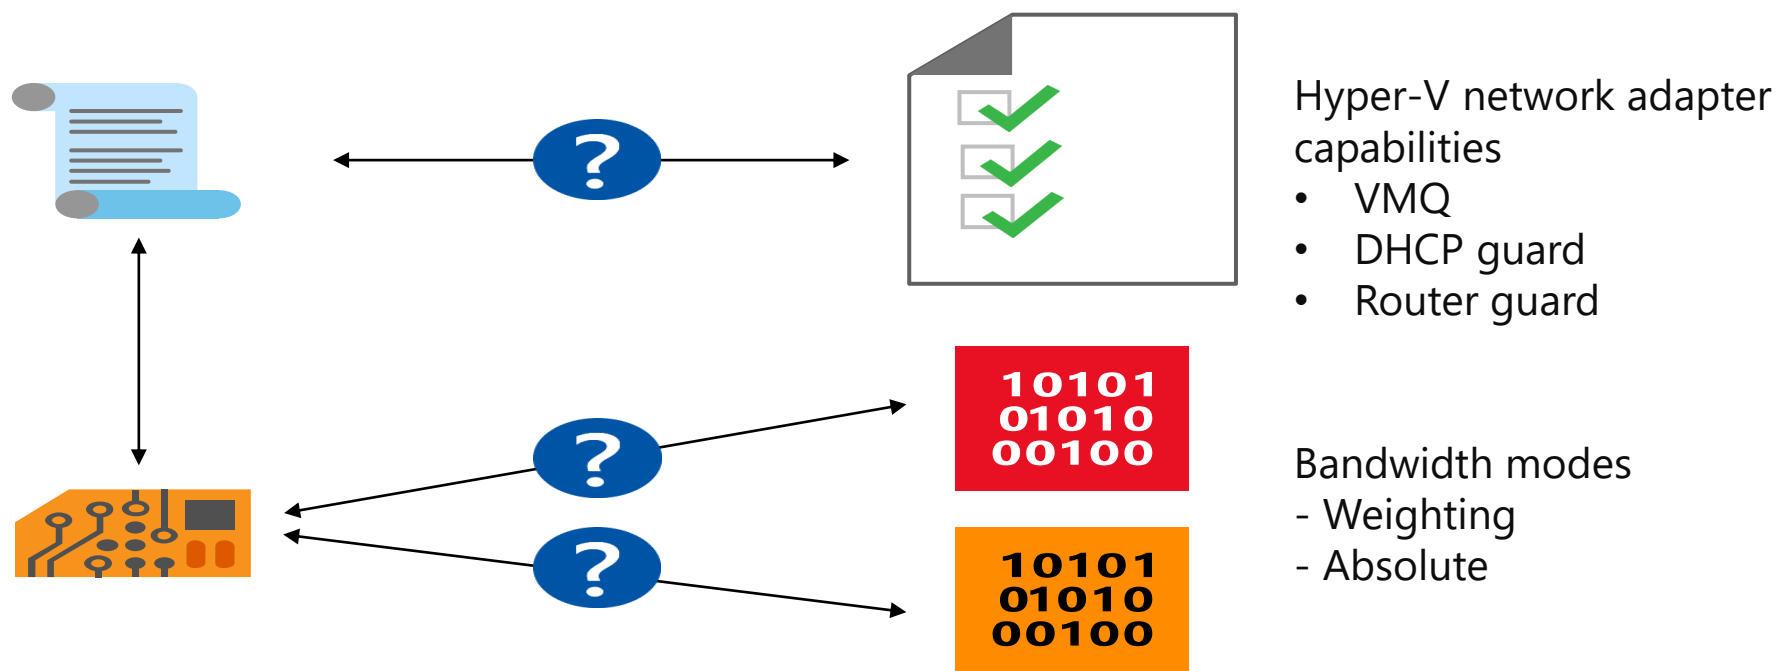 ?
Hyper-V network adapter
capabilities
• VMQ
• DHCP guard
• Router guard
?
10101
01010
00100
Bandwidth modes
- Weighting
- Absolute
?
10101
01010
00100